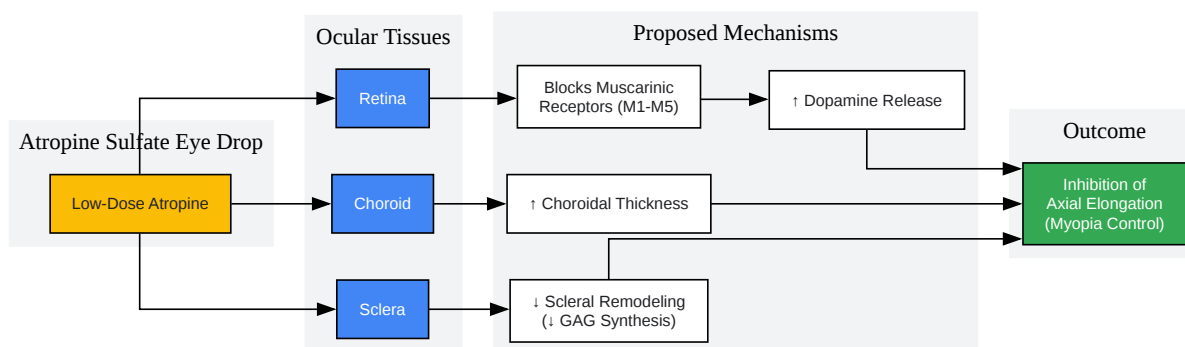 Ocular Tissues
Proposed Mechanisms
Retina
Blocks Muscarinic
Receptors (M1-M5)
↑ Dopamine Release
Atropine Sulfate Eye Drop
Outcome
Low-Dose Atropine
Choroid
↑ Choroidal Thickness
Inhibition of
Axial Elongation
(Myopia Control)
Sclera
↓ Scleral Remodeling
(↓ GAG Synthesis)